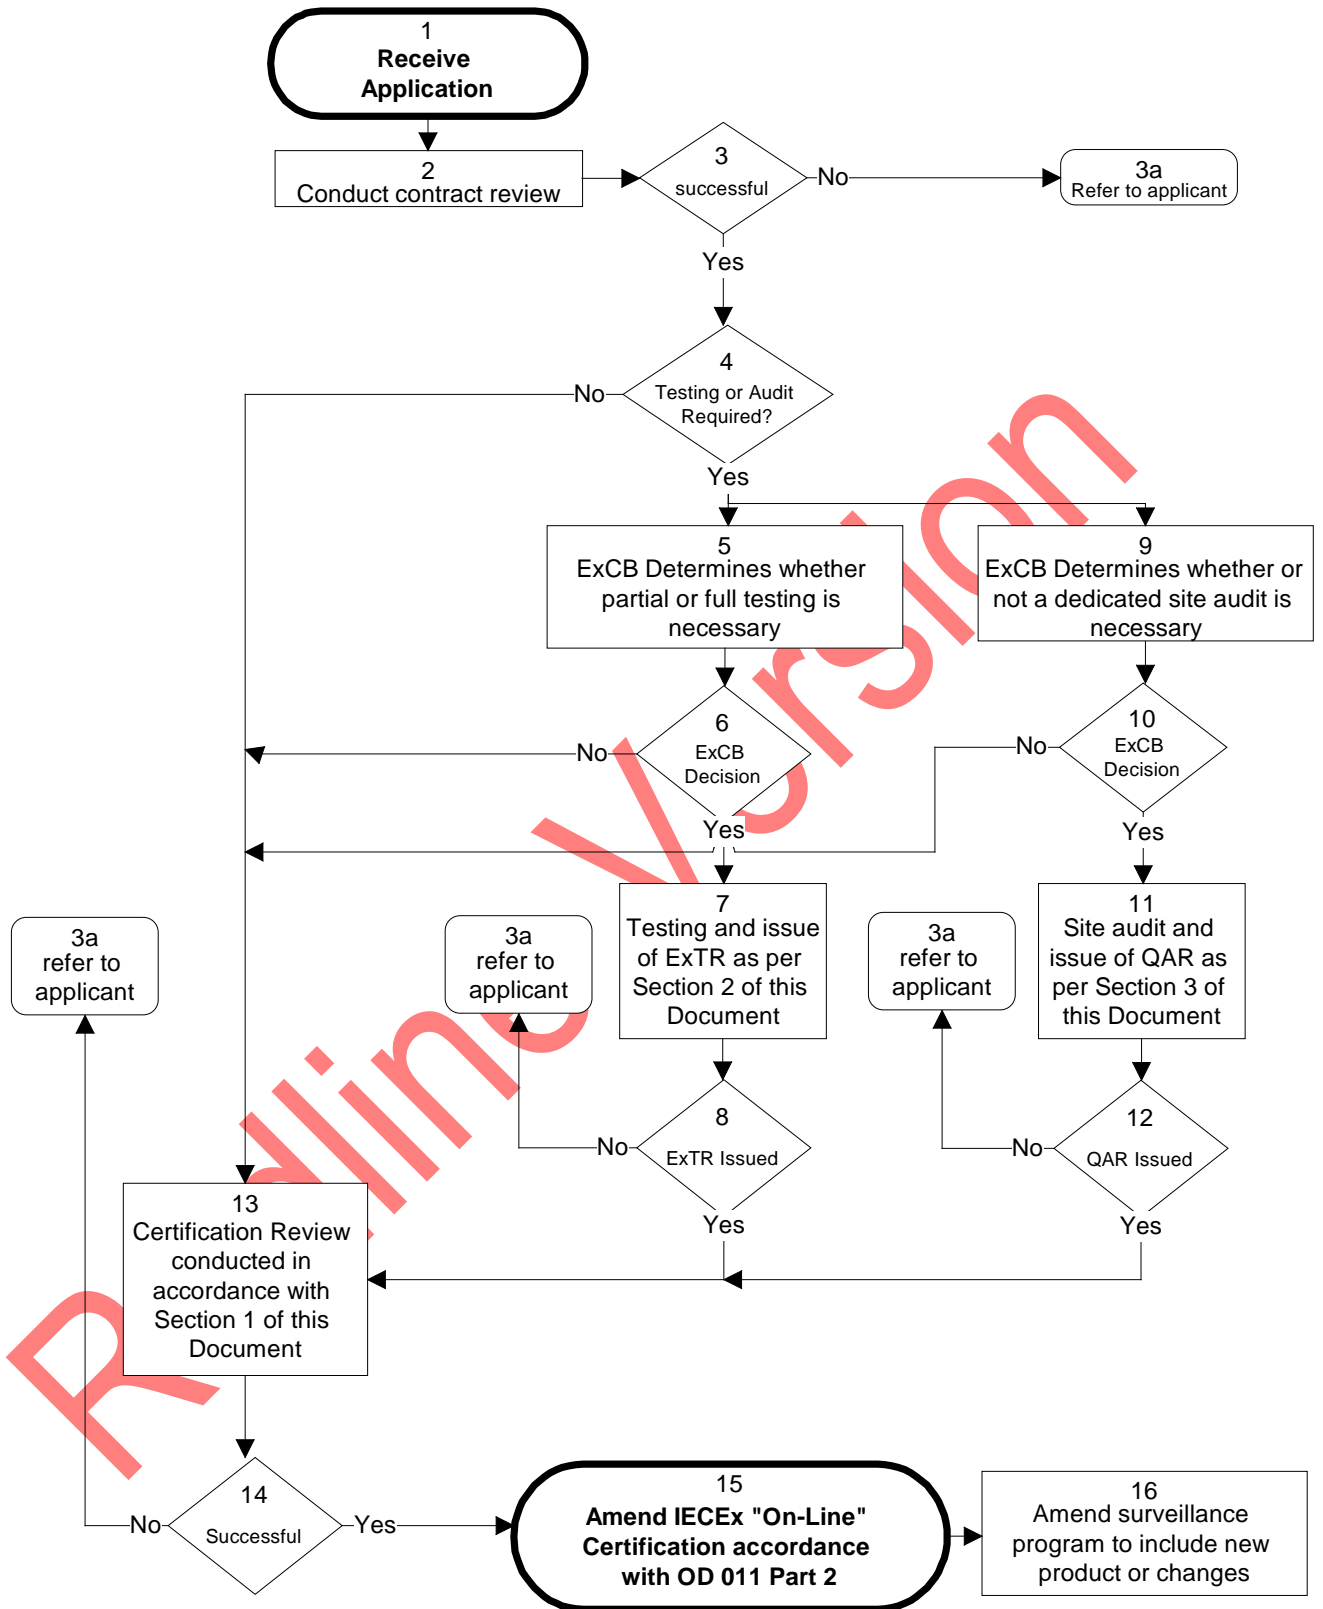 1
Receive
Application
2
Conduct contract review
3
successful
No
3a
Refer to applicant
Yes
4
Testing or Audit
Required?
No
Yes
5
ExCB Determines whether
partial or full testing is
necessary
9
ExCB Determines whether or
not a dedicated site audit is
necessary
6
ExCB
Decision
No
Yes
10
ExCB
Decision
No
Yes
7
Testing and issue
of ExTR as per
Section 2 of this
Document
11
Site audit and
issue of QAR as
per Section 3 of
this Document
3a
refer to
applicant
3a
refer to
applicant
3a
refer to
applicant
8
ExTR Issued
No
Yes
12
QAR Issued
No
Yes
13
Certification Review
conducted in
accordance with
Section 1 of this
Document
14
Successful
No
Yes
15
Amend IECEx "On-Line"
Certification accordance
with OD 011 Part 2
16
Amend surveillance
program to include new
product or changes
Redline Version